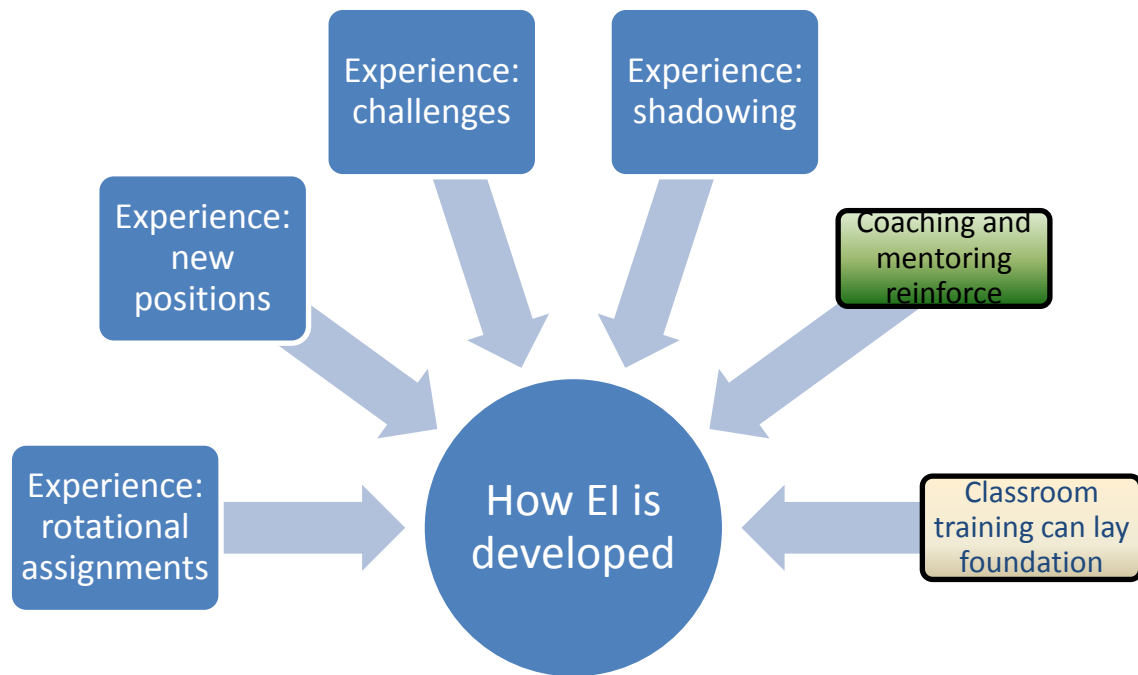 Experience:
rotational
assignments
Experience:
new
positions
Experience:
challenges
Experience:
shadowing
Coaching and
mentoring
reinforce
Classroom
training can lay
foundation
How EI is
developed